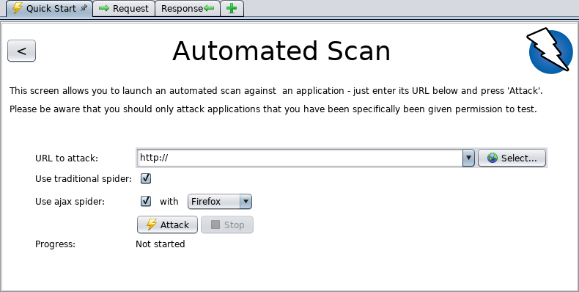 Quick Start Request Response
< Automated Scan
This screen allows you to launch an automated scan against an application - just enter its URL below and press 'Attack'.
Please be aware that you should only attack applications that you have been specifically been given permission to test.
URL to attack: http:// Select...
Use traditional spider:
Use ajax spider: with Firefox
Attack Stop
Progress: Not started